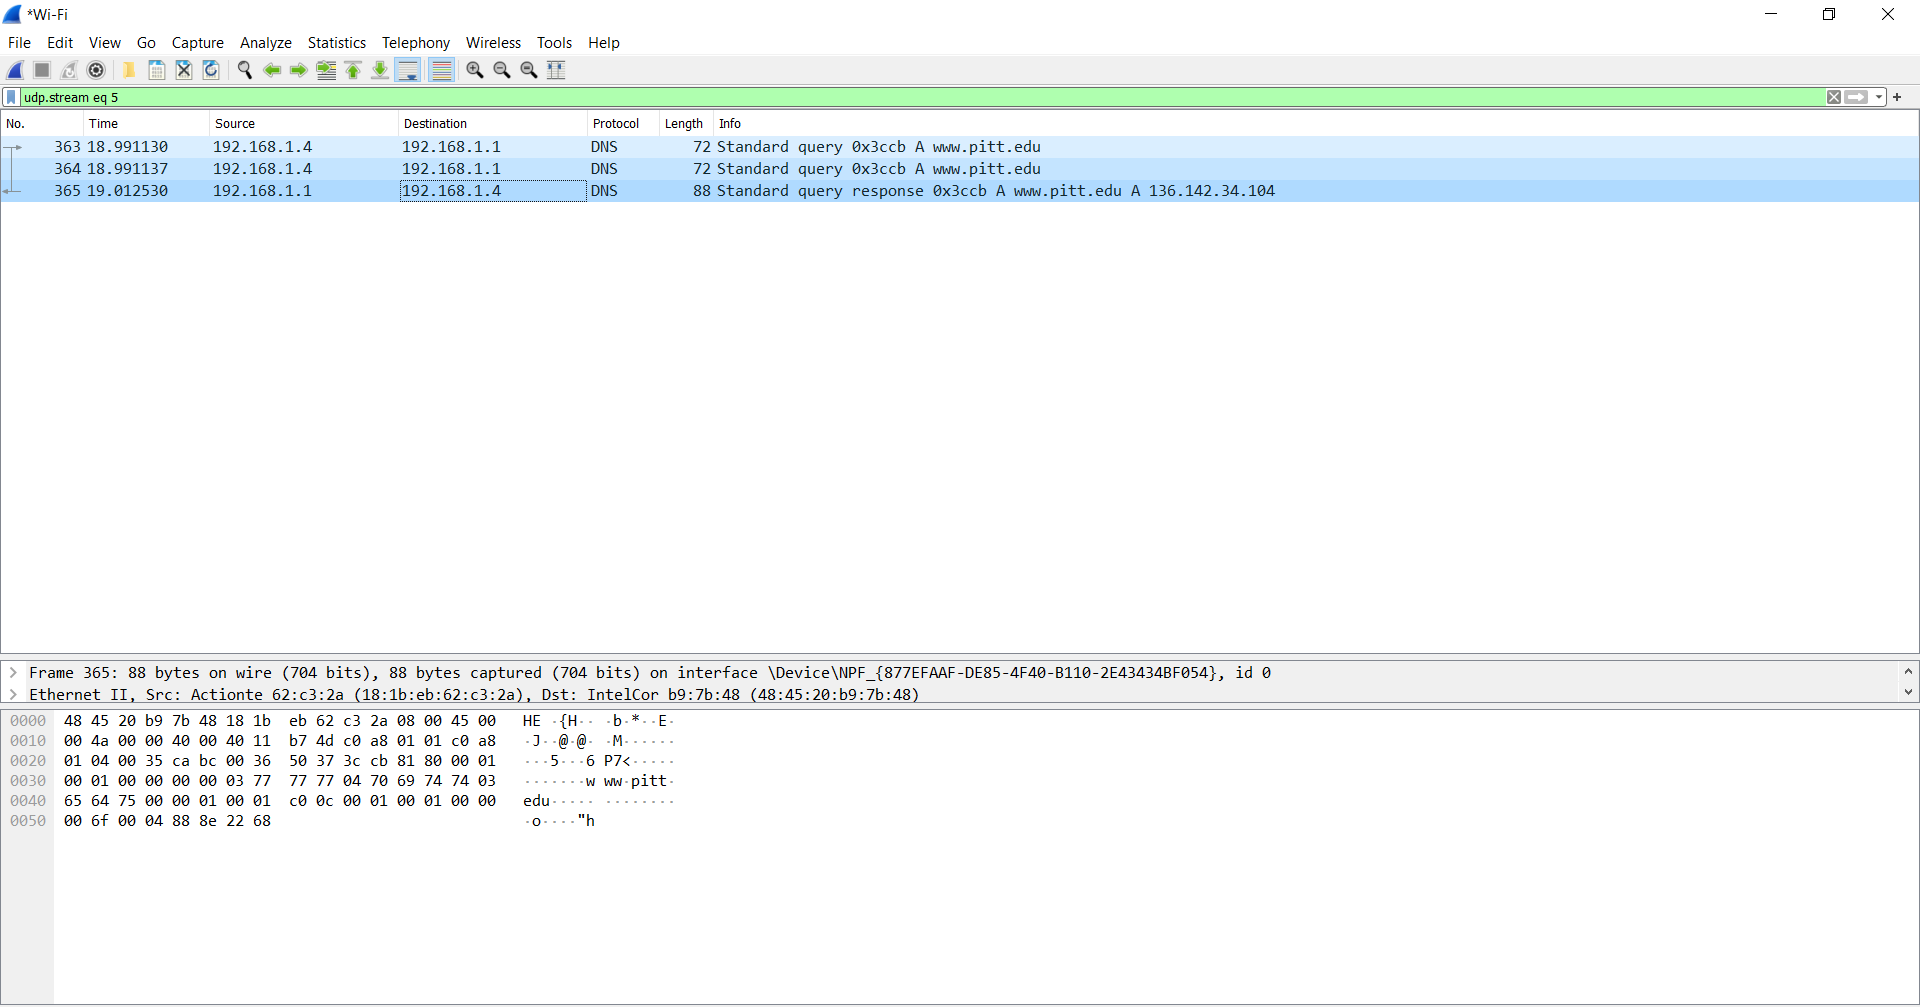 *Wi-Fi
File Edit View Go Capture Analyze Statistics Telephony Wireless Tools Help
udp.stream eq 5
No. Time Source Destination Protocol Length Info
363 18.991130 192.168.1.4 192.168.1.1 DNS 72 Standard query 0x3ccb A www.pitt.edu
364 18.991137 192.168.1.4 192.168.1.1 DNS 72 Standard query 0x3ccb A www.pitt.edu
365 19.012530 192.168.1.1 192.168.1.4 DNS 88 Standard query response 0x3ccb A www.pitt.edu A 136.142.34.104
Frame 365: 88 bytes on wire (704 bits), 88 bytes captured (704 bits) on interface \Device\NPF_{877EFAAF-DE85-4F40-B110-2E43434BF054}, id 0
Ethernet II, Src: Actionte 62:c3:2a (18:1b:eb:62:c3:2a), Dst: IntelCor b9:7b:48 (48:45:20:b9:7b:48)
0000 48 45 20 b9 7b 48 18 1b eb 62 c3 2a 08 00 45 00 HE ·{H·· ·b·*··E·
0010 00 4a 00 00 40 00 40 11 b7 4d c0 a8 01 01 c0 a8 ·J··@·@· ·M······
0020 01 04 00 35 ca bc 00 36 50 37 3c cb 81 80 00 01 ···5···6 P7<·····
0030 00 01 00 00 00 00 03 77 77 77 04 70 69 74 74 03 ·······w ww·pitt·
0040 65 64 75 00 00 01 00 01 c0 0c 00 01 00 01 00 00 edu····· ········
0050 00 6f 00 04 88 8e 22 68 ·o····"h